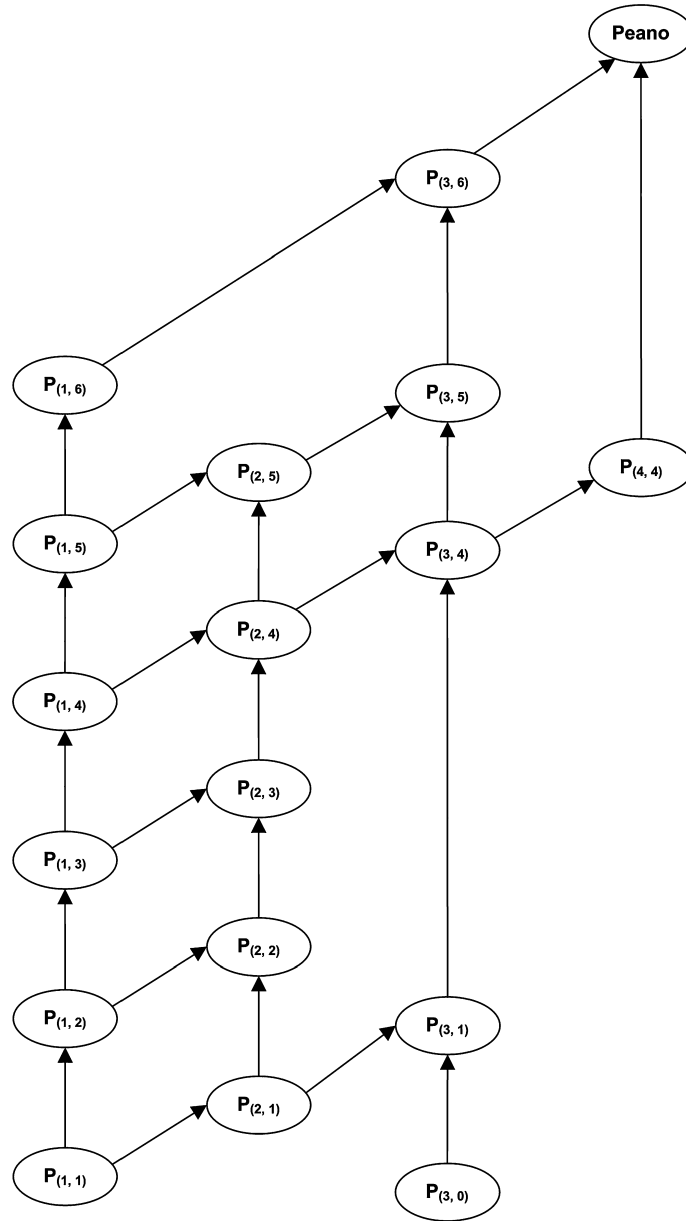 Peano
P(3, 6)
P(1, 6)
P(3, 5)
P(2, 5)
P(4, 4)
P(1, 5)
P(3, 4)
P(2, 4)
P(1, 4)
P(2, 3)
P(1, 3)
P(2, 2)
P(1, 2)
P(3, 1)
P(2, 1)
P(1, 1)
P(3, 0)